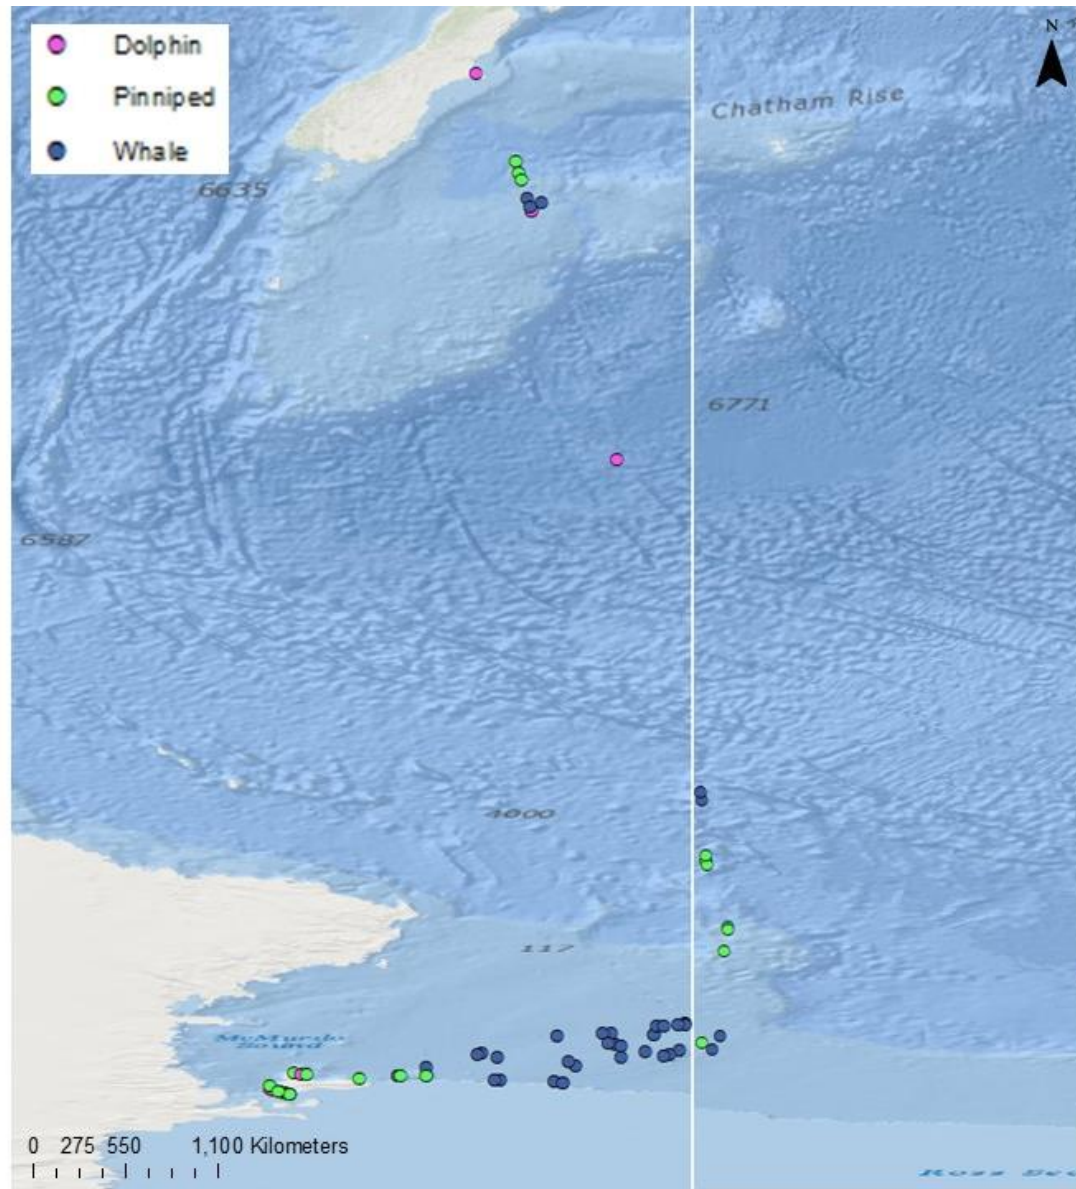 Dolphin
Pinniped
Whale
N
Chatham Rise
6635
6771
6587
4000
117
McMurdo
Sound
0 275 550 1,100 Kilometers
Ross